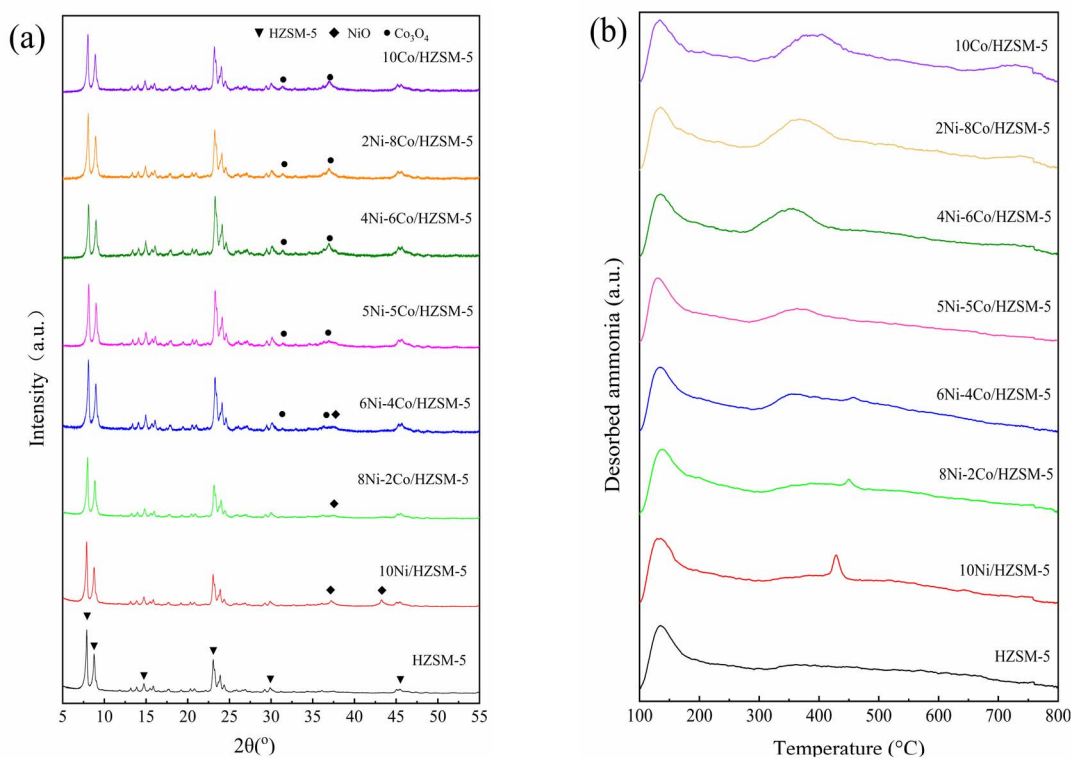 (a)
▼ HZSM-5 ◆ NiO ● Co₃O₄
10Co/HZSM-5
2Ni-8Co/HZSM-5
4Ni-6Co/HZSM-5
5Ni-5Co/HZSM-5
6Ni-4Co/HZSM-5
8Ni-2Co/HZSM-5
10Ni/HZSM-5
HZSM-5
Intensity (a.u.)
5 10 15 20 25 30 35 40 45 50 55
2θ(°)
(b)
10Co/HZSM-5
2Ni-8Co/HZSM-5
4Ni-6Co/HZSM-5
5Ni-5Co/HZSM-5
6Ni-4Co/HZSM-5
8Ni-2Co/HZSM-5
10Ni/HZSM-5
HZSM-5
Desorbed ammonia (a.u.)
100 200 300 400 500 600 700 800
Temperature (°C)